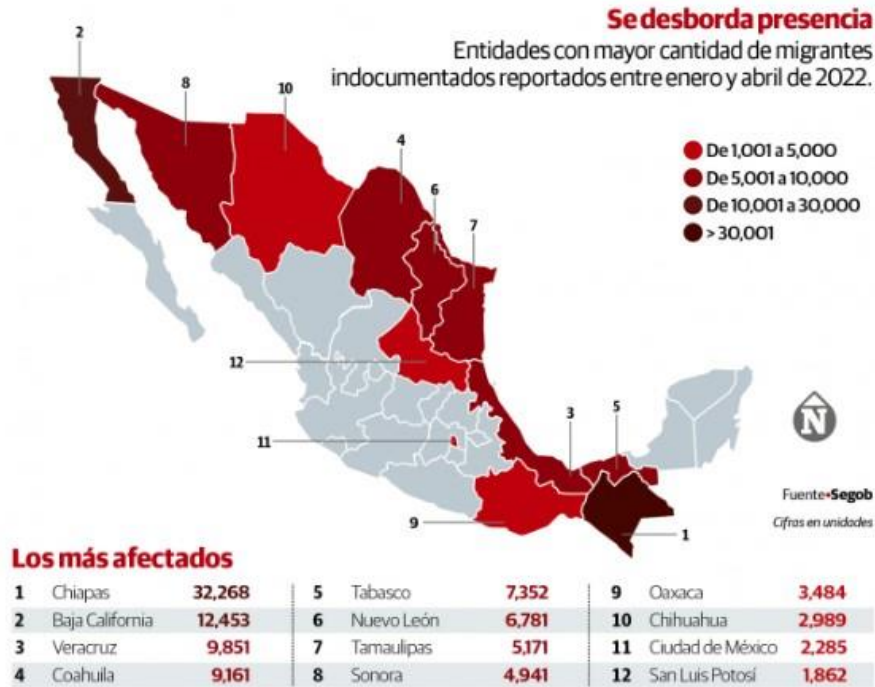 Se desborda presencia
Entidades con mayor cantidad de migrantes
indocumentados reportados entre enero y abril de 2022.
2
8
10
4
6
7
De 1,001 a 5,000
De 5,001 a 10,000
De 10,001 a 30,000
> 30,001
12
11
3
5
N
9
1
Fuente•Segob
Cifras en unidades
Los más afectados
1 Chiapas 32,268
2 Baja California 12,453
3 Veracruz 9,851
4 Coahuila 9,161
5 Tabasco 7,352
6 Nuevo León 6,781
7 Tamaulipas 5,171
8 Sonora 4,941
9 Oaxaca 3,484
10 Chihuahua 2,989
11 Ciudad de México 2,285
12 San Luis Potosí 1,862